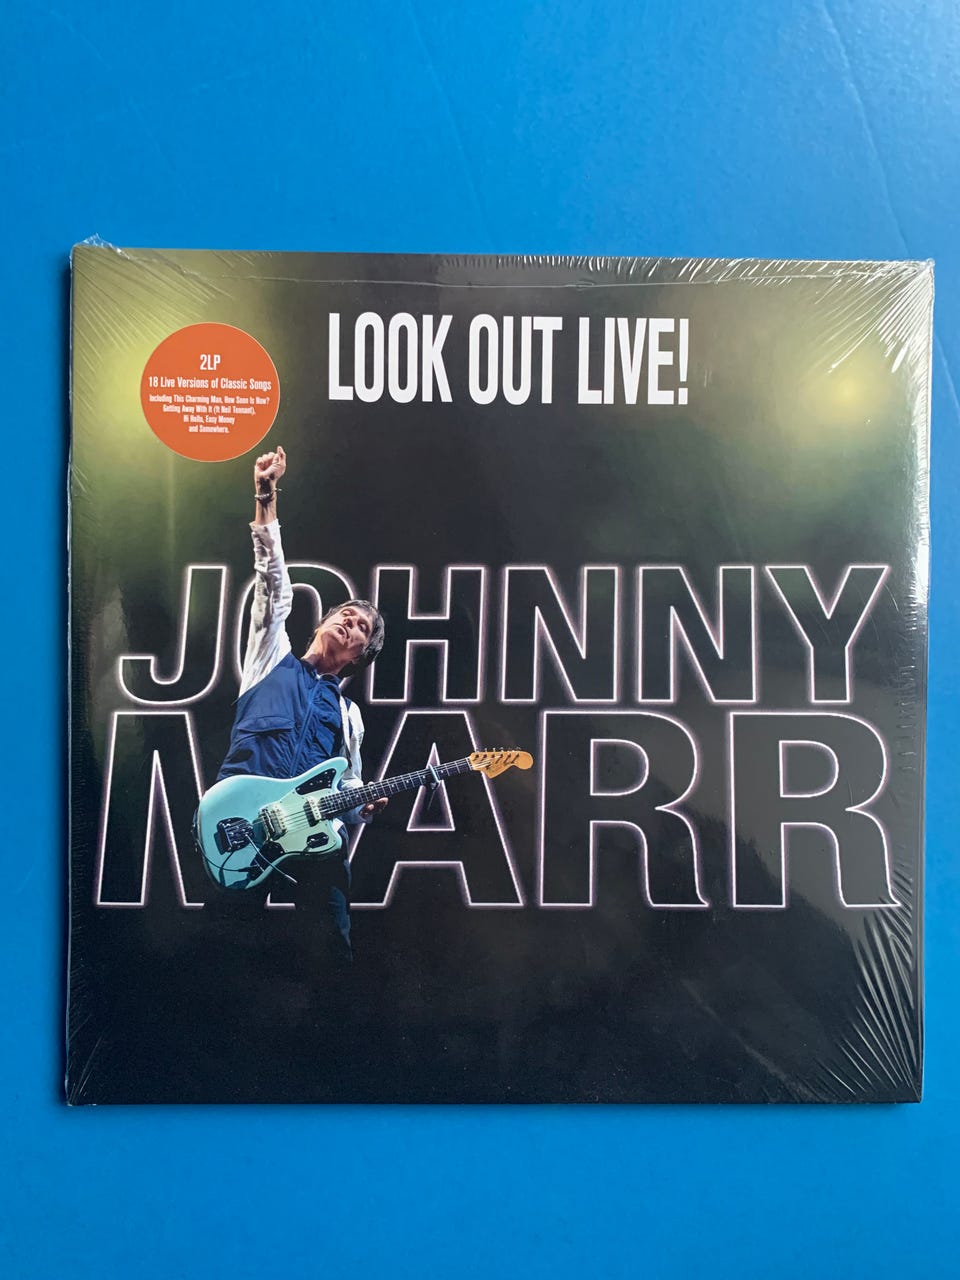 LOOK OUT LIVE!
2LP
18 Live Versions of Classic Songs
Including This Charming Man, How Soon Is Now?
Getting Away With It (ft Neil Tennant),
Hi Hello, Easy Money
and Somewhere.
JOHNNY
MARR